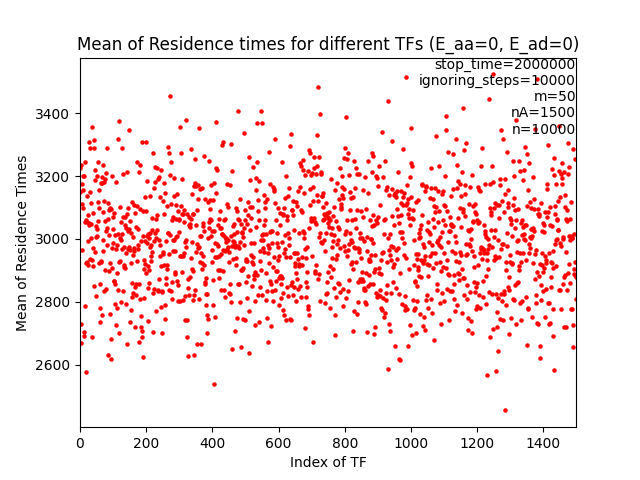 Mean of Residence times for different TFs (E_aa=0, E_ad=0)
stop_time=2000000
ignoring_steps=10000
m=50
nA=1500
n=10000
Mean of Residence Times
3400
3200
3000
2800
2600
0 200 400 600 800 1000 1200 1400
Index of TF